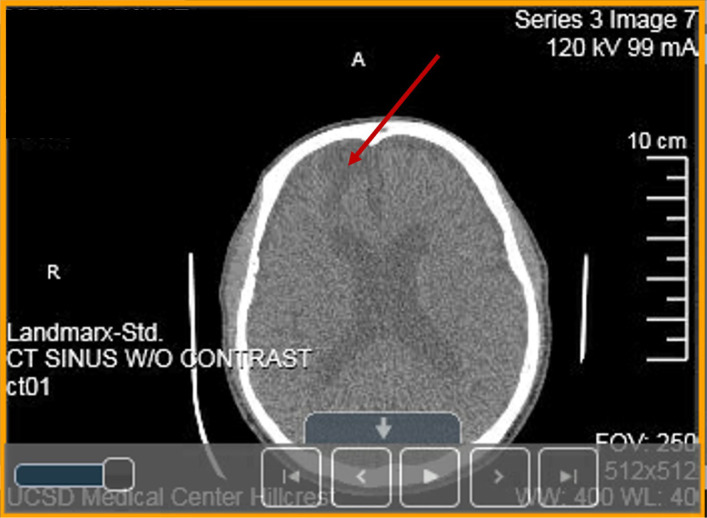 Series 3 Image 7
120 kV 99 mA
A
10 cm
R
Landmarx-Std.
CT SINUS W/O CONTRAST
ct01
FOV: 250
512x512
UCSD Medical Center Hillcrest
WW: 400 WL: 40